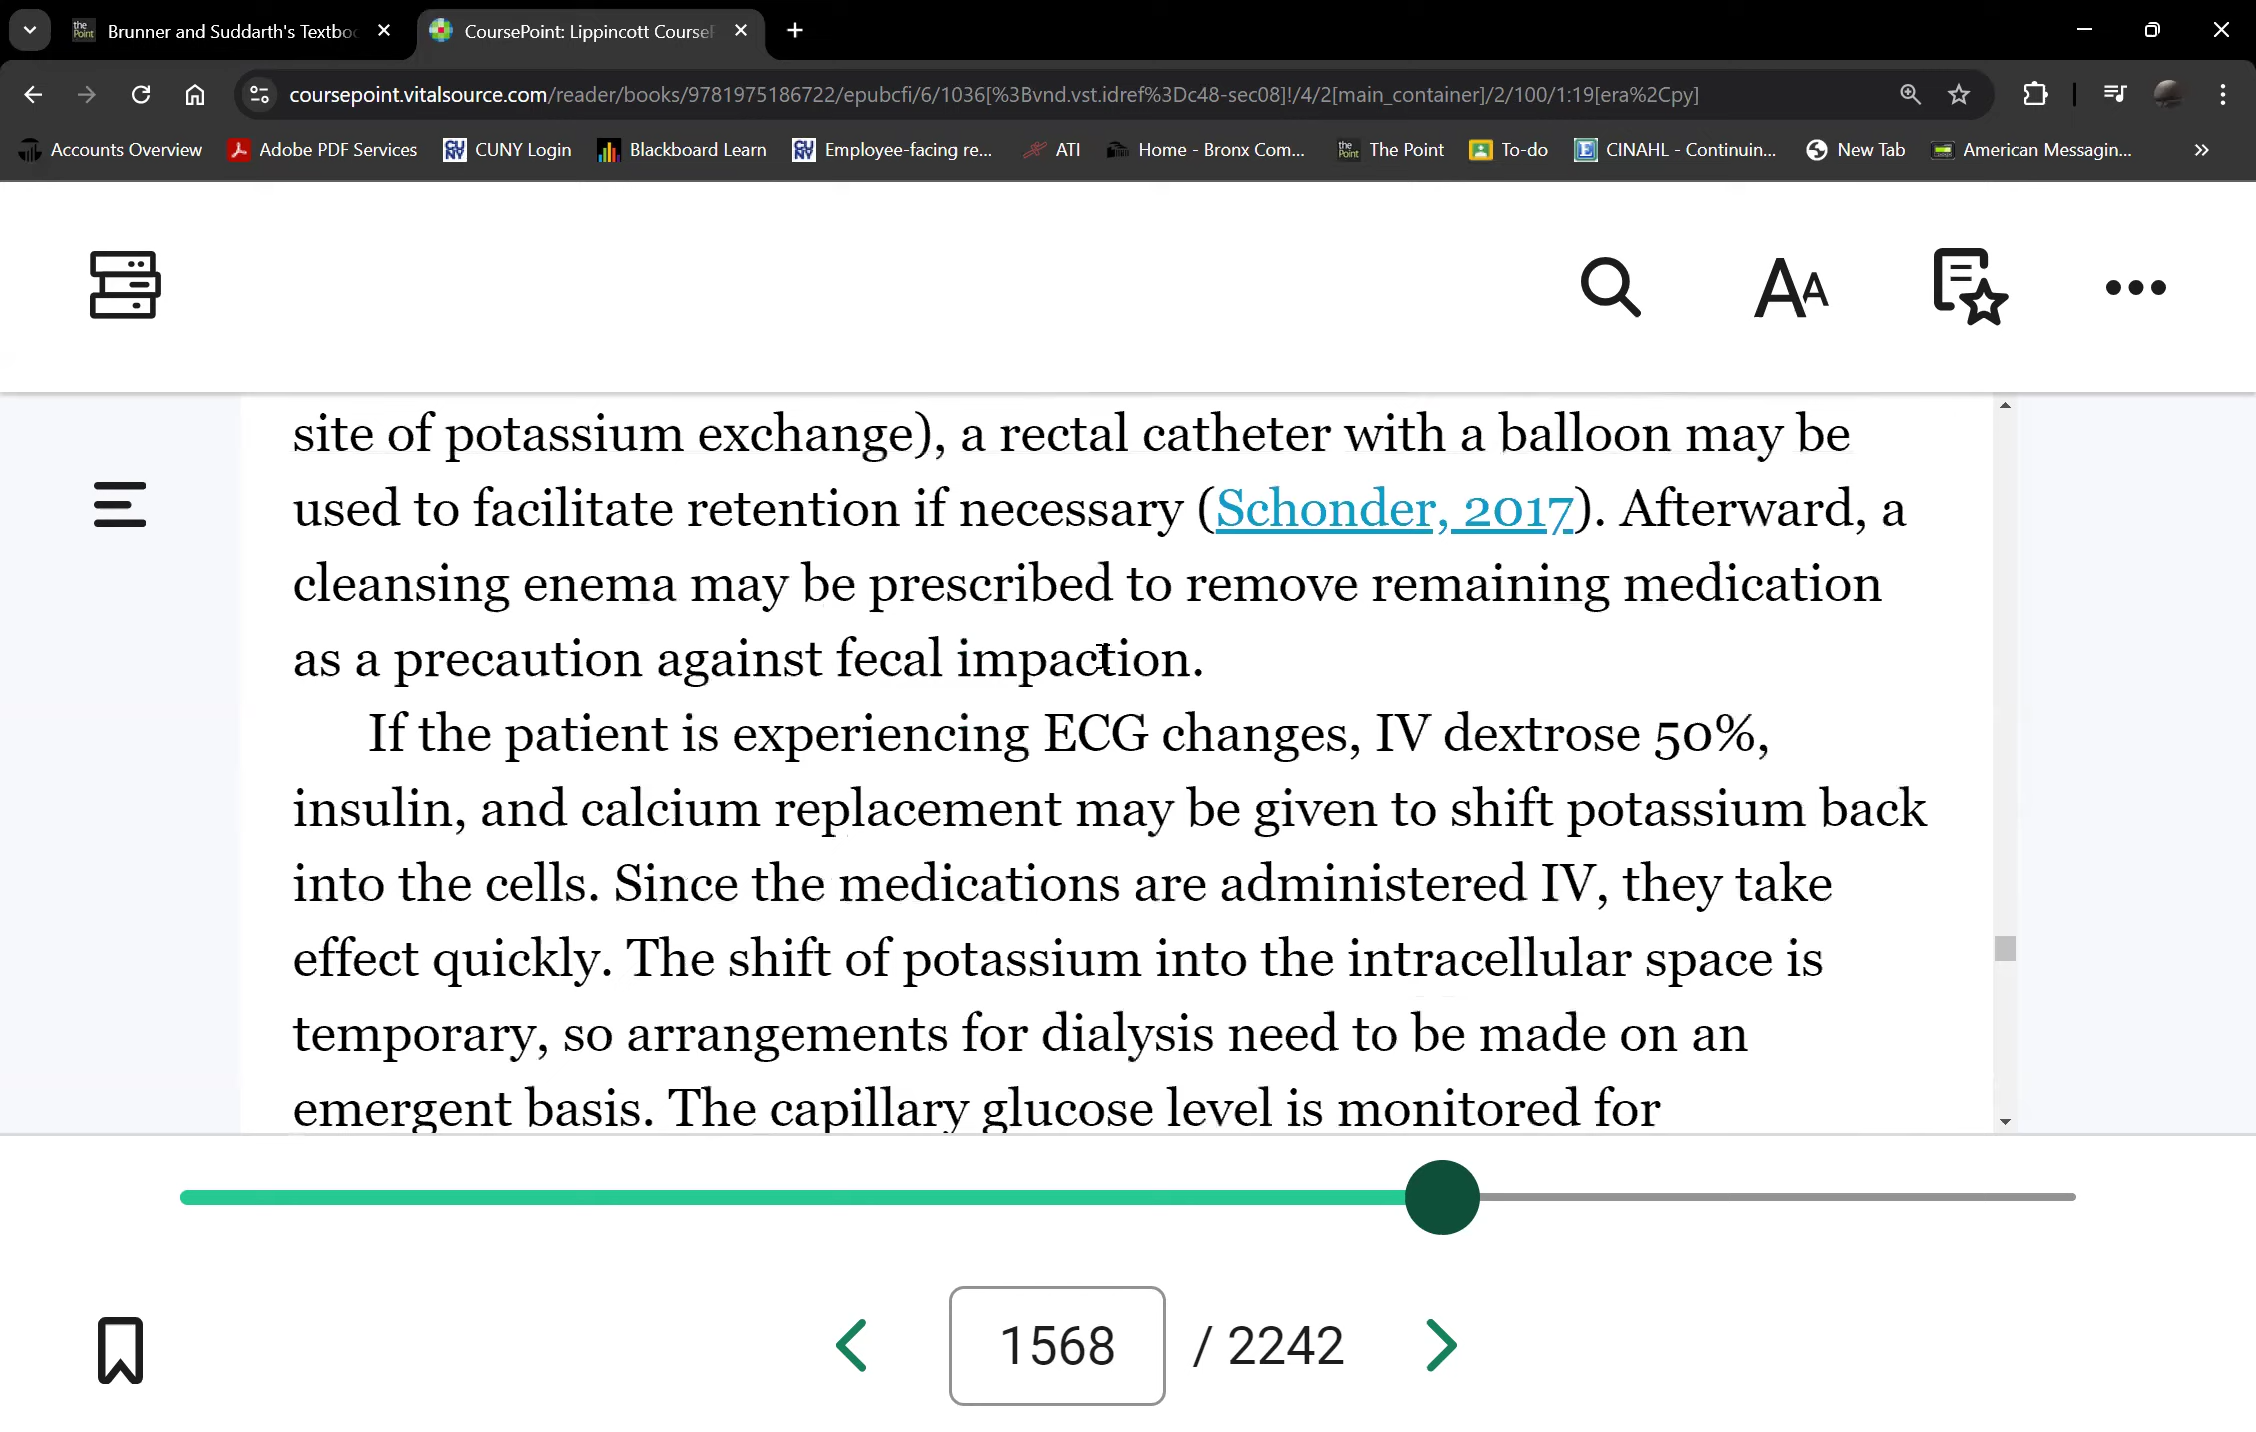 Brunner and Suddarth's Textbo
CoursePoint: Lippincott CourseP
coursepoint.vitalsource.com/reader/books/9781975186722/epubcfi/6/1036[%3Bvnd.vst.idref%3Dc48-sec08]!/4/2[main_container]/2/100/1:19[era%2Cpy]
Accounts Overview
Adobe PDF Services
CUNY Login
Blackboard Learn
Employee-facing re...
ATI
Home - Bronx Com...
the Point
The Point
To-do
CINAHL - Continuin...
New Tab
American Messagin...
AA
site of potassium exchange), a rectal catheter with a balloon may be
used to facilitate retention if necessary (Schonder, 2017). Afterward, a
cleansing enema may be prescribed to remove remaining medication
as a precaution against fecal impaction.
If the patient is experiencing ECG changes, IV dextrose 50%,
insulin, and calcium replacement may be given to shift potassium back
into the cells. Since the medications are administered IV, they take
effect quickly. The shift of potassium into the intracellular space is
temporary, so arrangements for dialysis need to be made on an
emergent basis. The capillary glucose level is monitored for
1568 / 2242